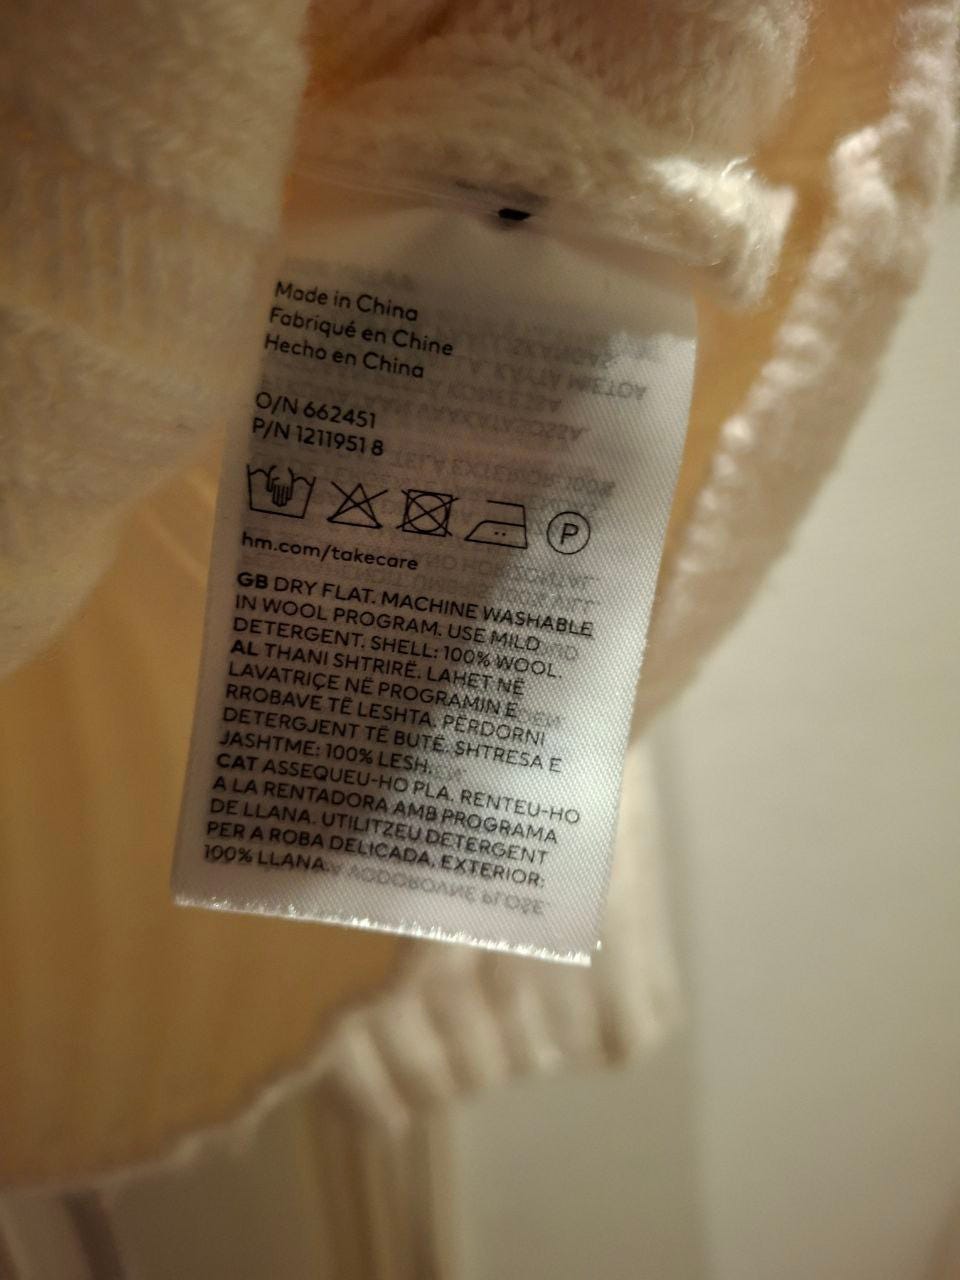 Made in China
Fabriqué en Chine
Hecho en China
O/N 662451
P/N 1211951 8
P
hm.com/takecare
GB DRY FLAT. MACHINE WASHABLE
IN WOOL PROGRAM. USE MILD
DETERGENT. SHELL: 100% WOOL.
AL THANI SHTRIRË. LAHET NË
LAVATRIÇE NË PROGRAMIN E
RROBAVE TË LESHTA. PËRDORNI
DETERGJENT TË BUTË. SHTRESA E
JASHTME: 100% LESH.
CAT ASSEQUEU-HO PLA. RENTEU-HO
A LA RENTADORA AMB PROGRAMA
DE LLANA. UTILITZEU DETERGENT
PER A ROBA DELICADA. EXTERIOR:
100% LLANA.